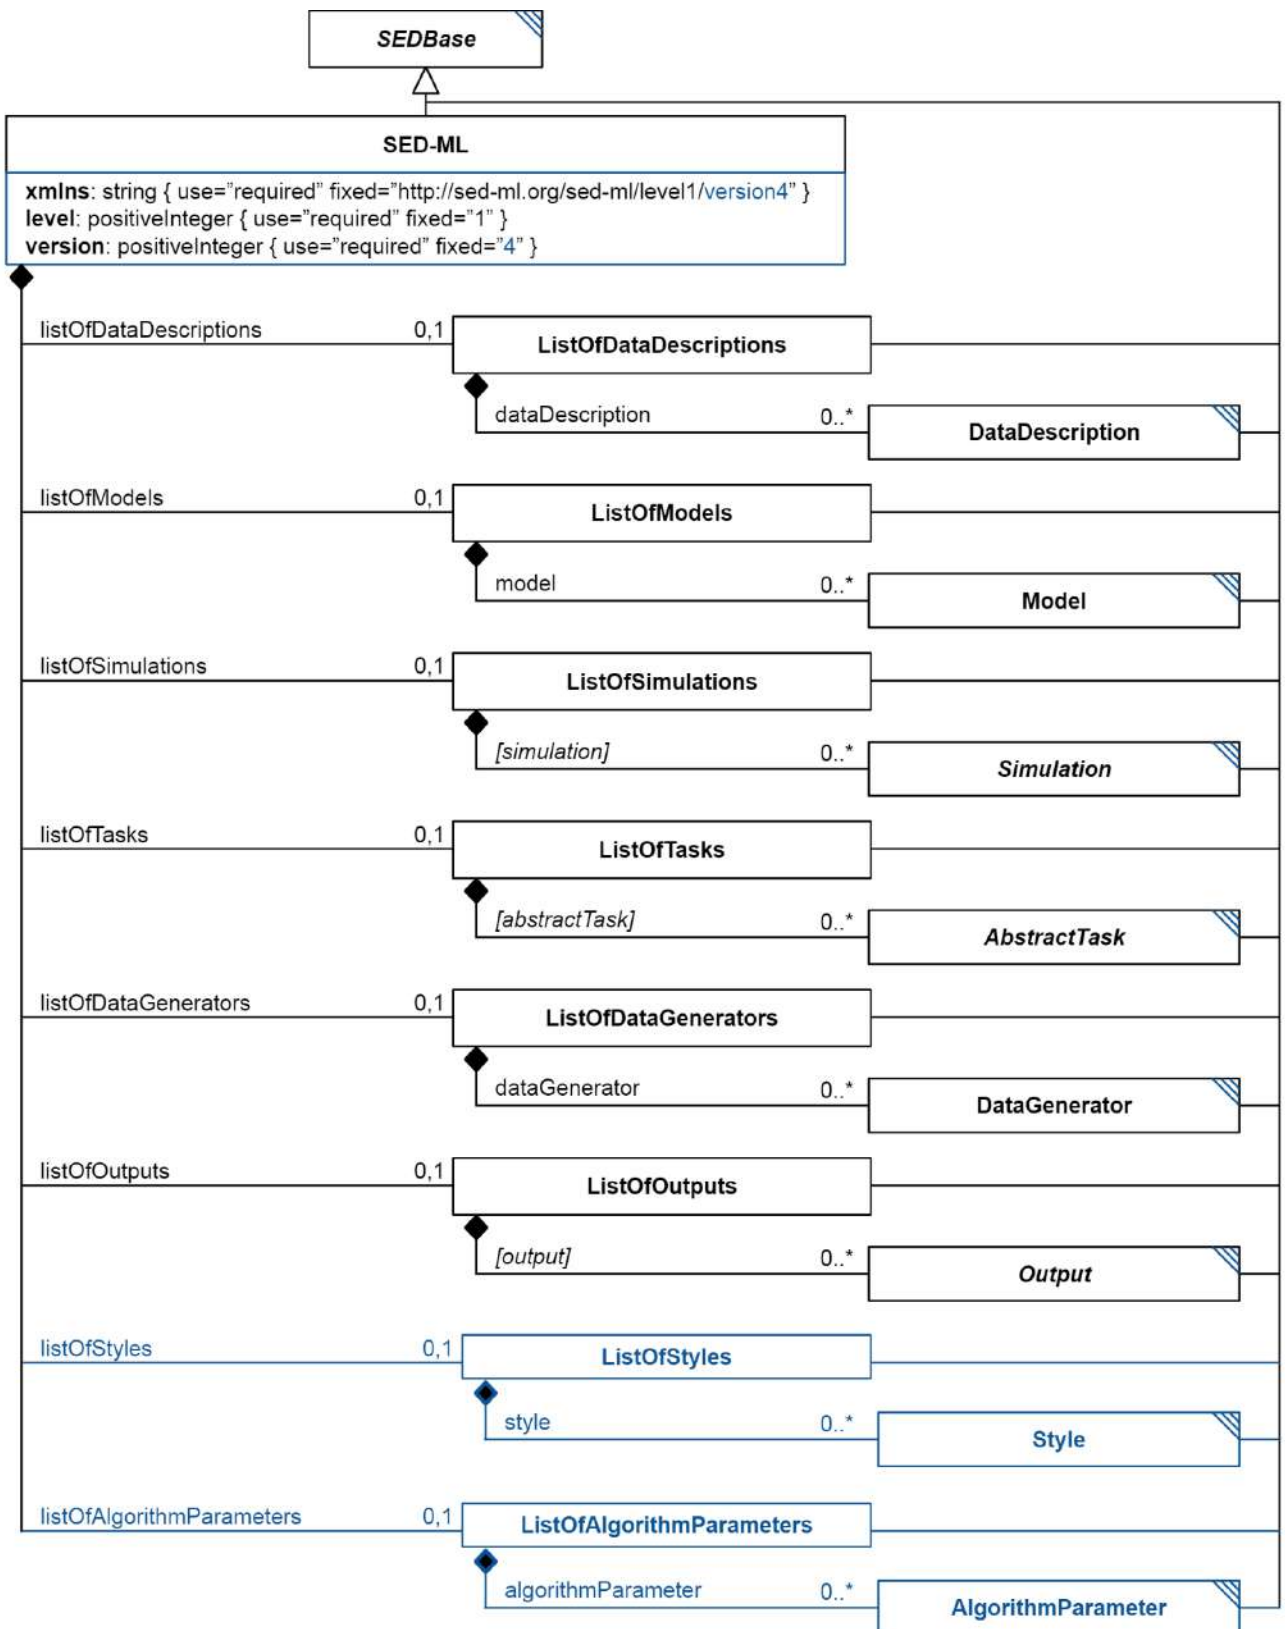 SEDBase
SED-ML
xmlns: string { use="required" fixed="http://sed-ml.org/sed-ml/level1/version4" }
level: positiveInteger { use="required" fixed="1" }
version: positiveInteger { use="required" fixed="4" }
listOfDataDescriptions 0,1 ListOfDataDescriptions
dataDescription 0..* DataDescription
listOfModels 0,1 ListOfModels
model 0..* Model
listOfSimulations 0,1 ListOfSimulations
[simulation] 0..* Simulation
listOfTasks 0,1 ListOfTasks
[abstractTask] 0..* AbstractTask
listOfDataGenerators 0,1 ListOfDataGenerators
dataGenerator 0..* DataGenerator
listOfOutputs 0,1 ListOfOutputs
[output] 0..* Output
listOfStyles 0,1 ListOfStyles
style 0..* Style
listOfAlgorithmParameters 0,1 ListOfAlgorithmParameters
algorithmParameter 0..* AlgorithmParameter